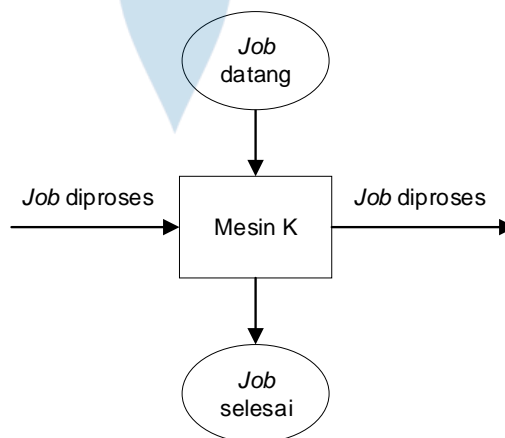 Job
datang
Job diproses
Mesin K
Job diproses
Job
selesai